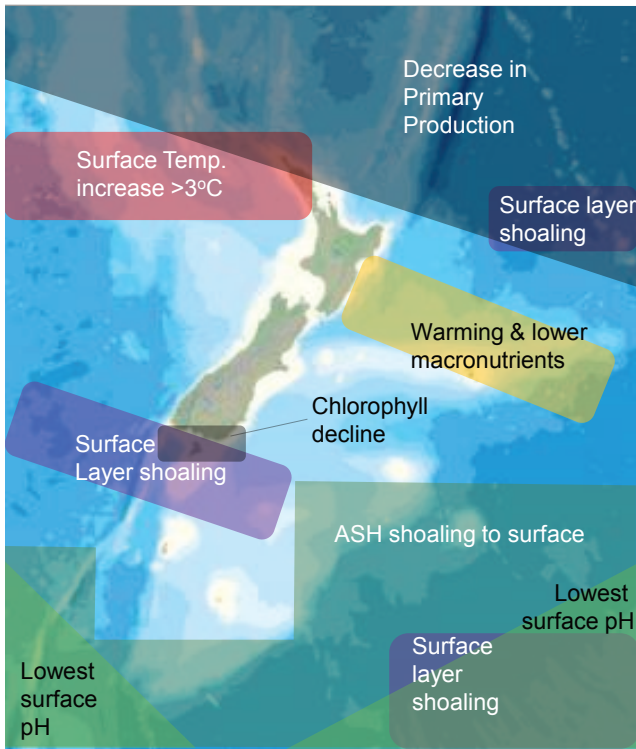 Decrease in
Primary
Production
Surface Temp.
increase >3ºC
Surface layer
shoaling
Warming & lower
macronutrients
Chlorophyll
decline
Surface
Layer shoaling
ASH shoaling to surface
Lowest
surface pH
Surface
layer
shoaling
Lowest
surface
pH